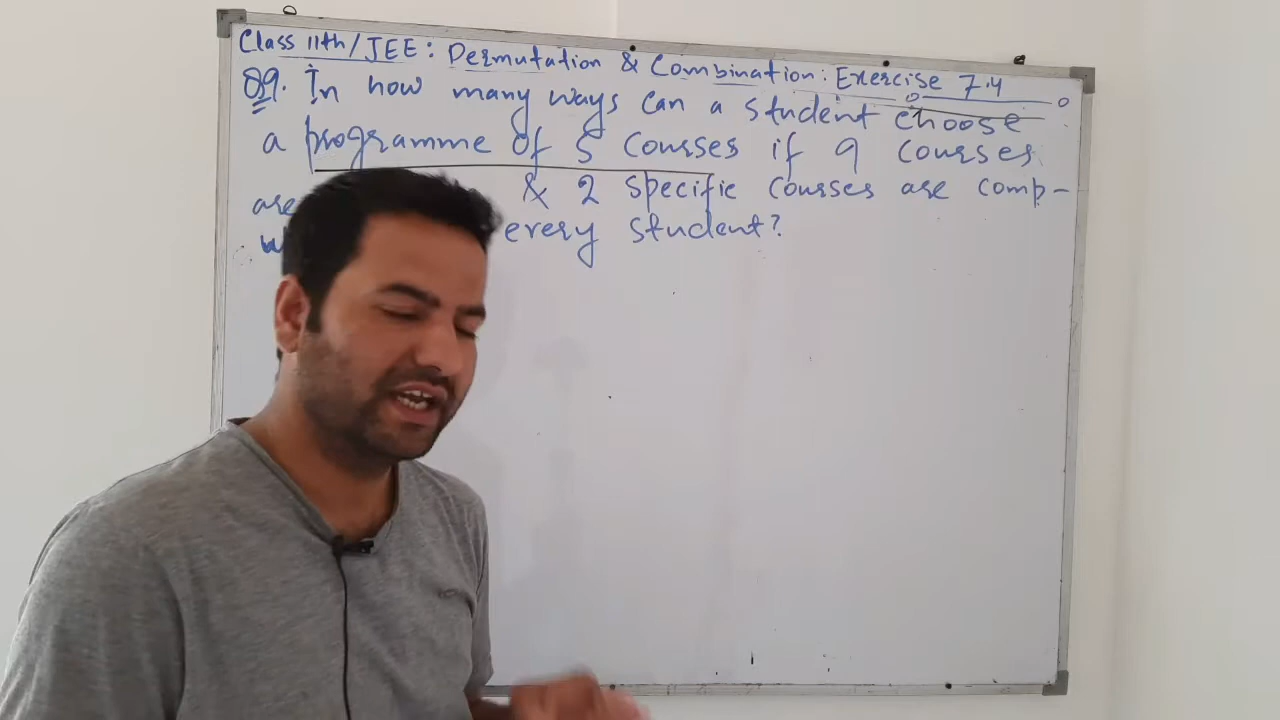 Class 11th/JEE: Permutation & Combination: Exercise 7.4
Q9. In how many ways can a student choose
a programme of 5 courses if 9 courses
are & 2 specific courses are comp-
every student?